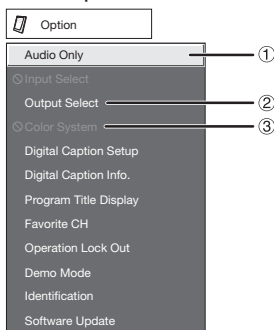 Option
Audio Only ①
Input Select
Output Select ②
Color System ③
Digital Caption Setup
Digital Caption Info.
Program Title Display
Favorite CH
Operation Lock Out
Demo Mode
Identification
Software Update